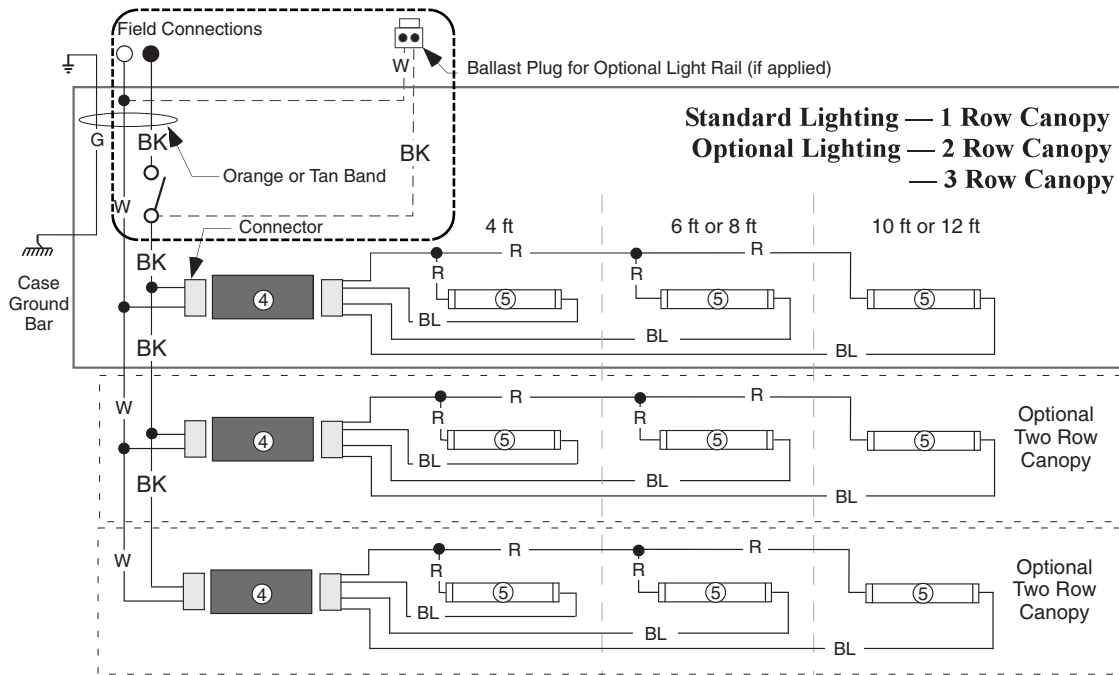 Field Connections
W
Ballast Plug for Optional Light Rail (if applied)
Standard Lighting — 1 Row Canopy
Optional Lighting — 2 Row Canopy
— 3 Row Canopy
G
BK
BK
Orange or Tan Band
W
Connector
4 ft
6 ft or 8 ft
10 ft or 12 ft
BK
R
R
R
R
Case
Ground
Bar
4
5
5
5
BL
BL
BL
BK
W
R
R
R
R
4
5
5
5
BL
BL
BL
Optional
Two Row
Canopy
BK
W
R
R
R
R
4
5
5
5
BL
BL
BL
Optional
Two Row
Canopy